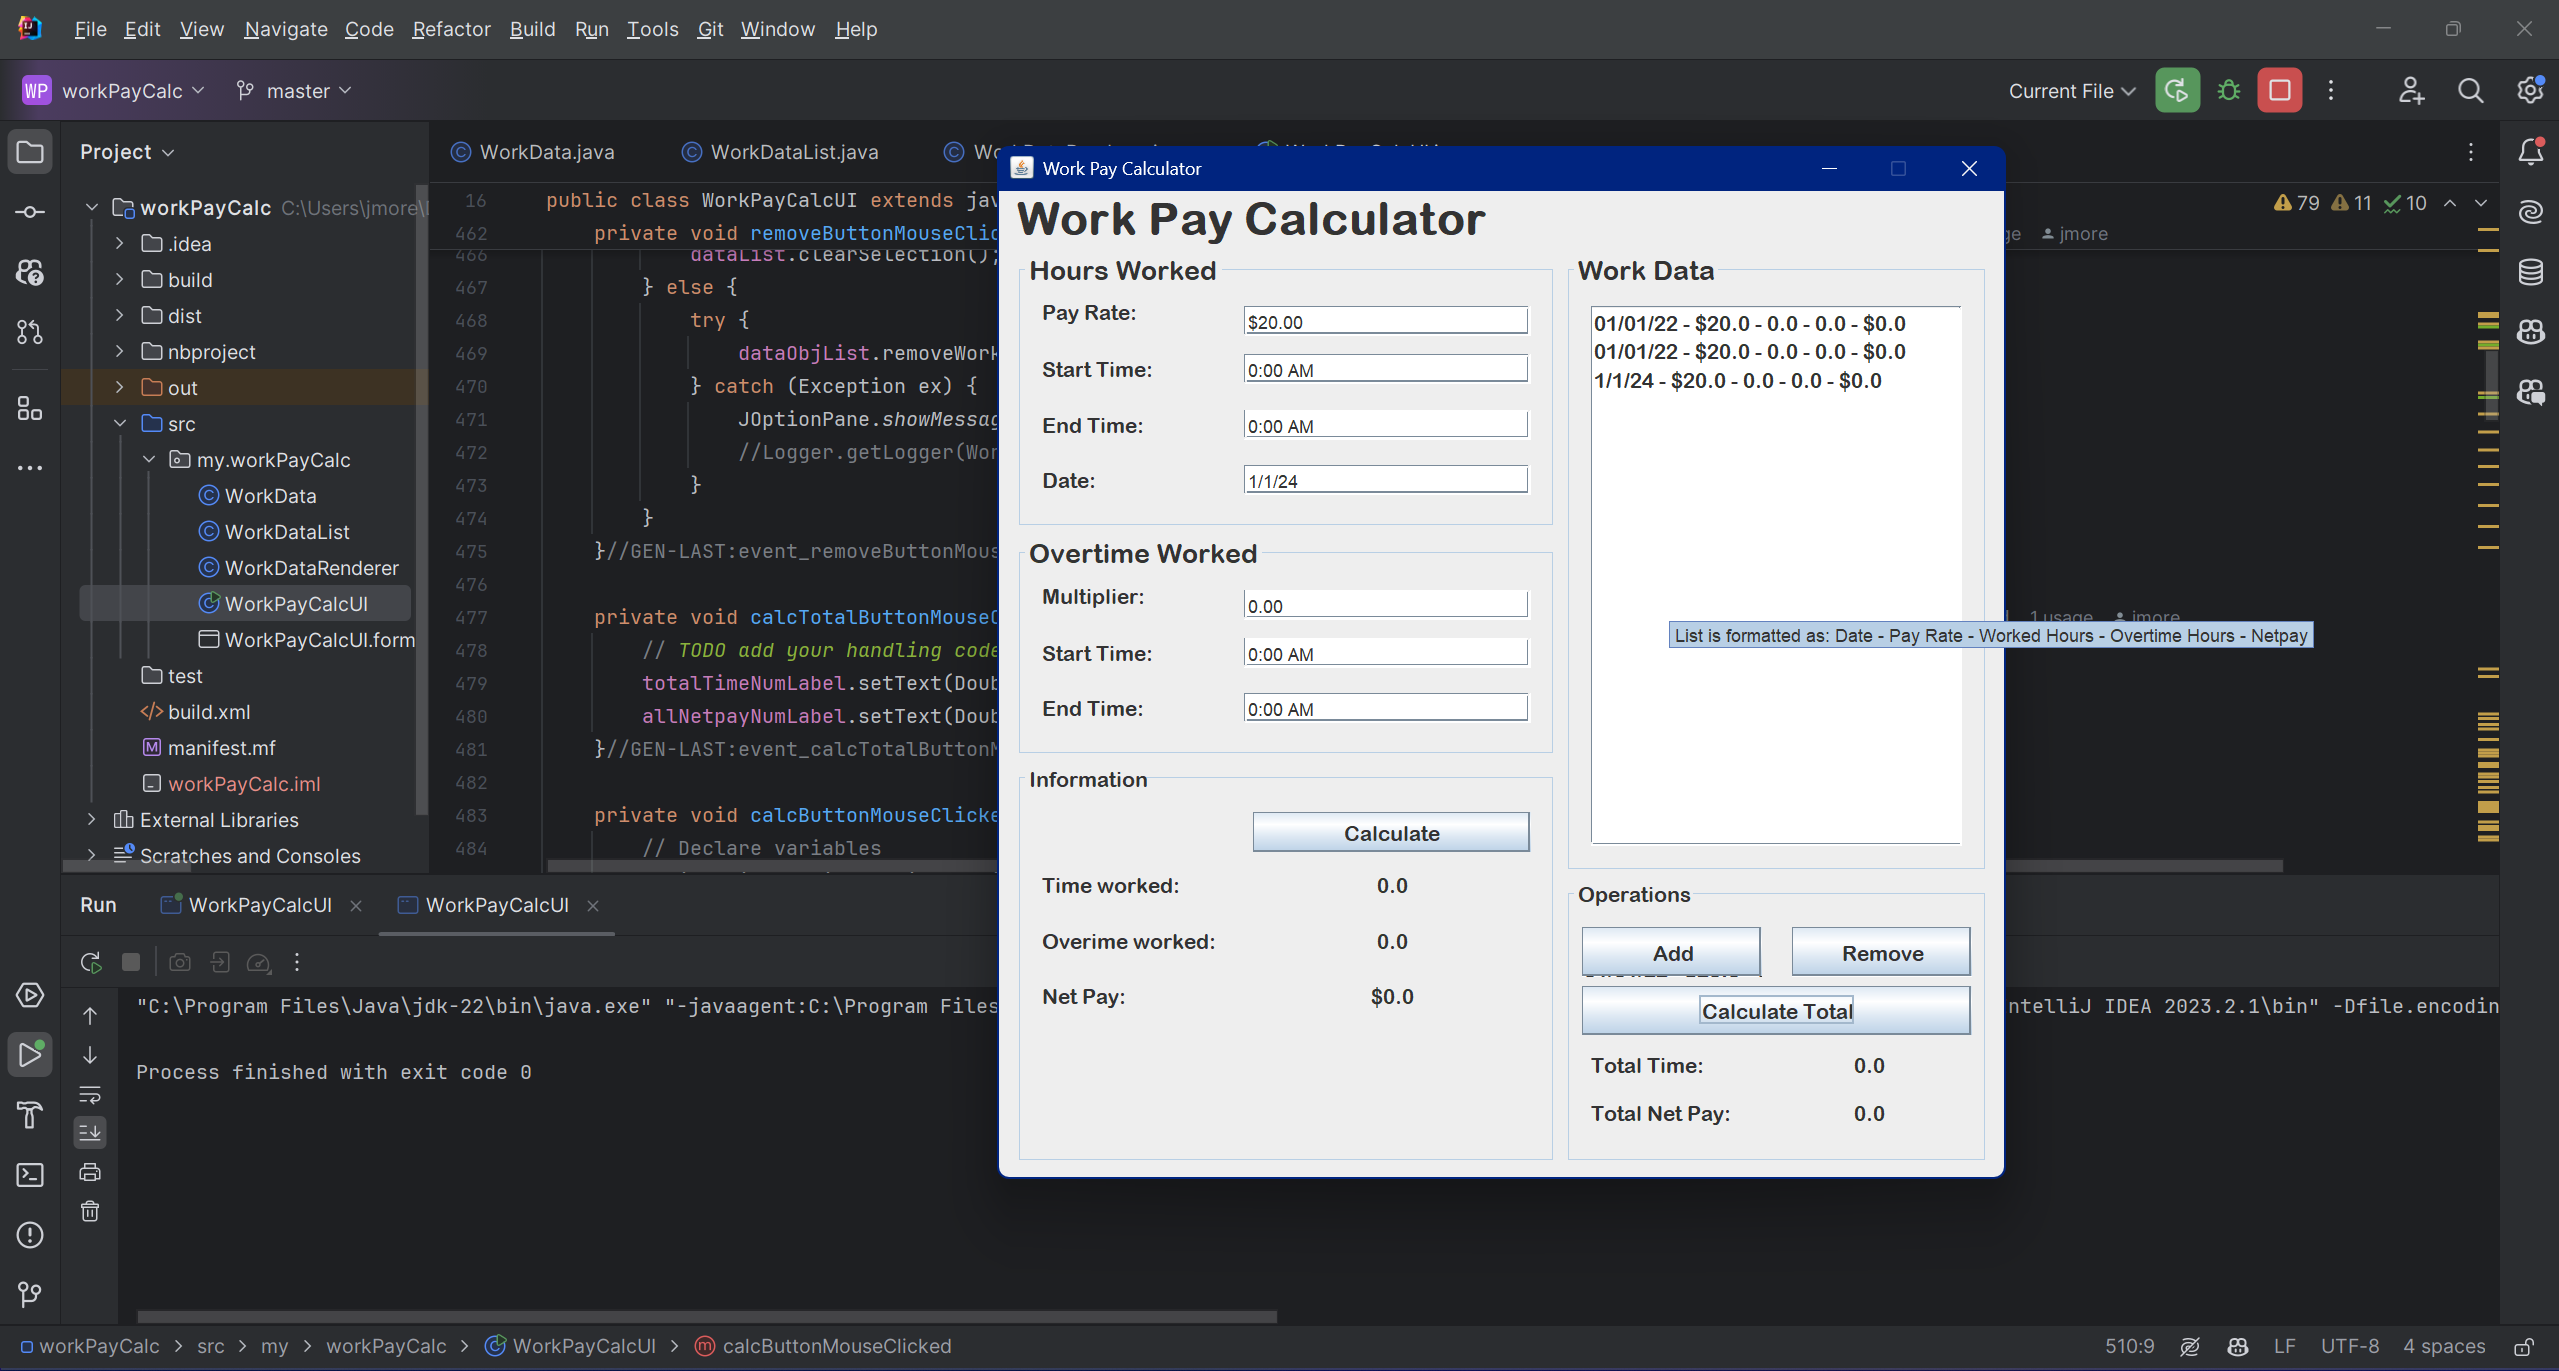 File Edit View Navigate Code Refactor Build Run Tools Git Window Help
WP workPayCalc master Current File
Project
WorkData.java WorkDataList.java
workPayCalc C:\Users\jmore\
.idea
build
dist
nbproject
out
src
my.workPayCalc
WorkData
WorkDataList
WorkDataRenderer
WorkPayCalcUI
WorkPayCalcUI.form
test
build.xml
manifest.mf
workPayCalc.iml
External Libraries
Scratches and Consoles
79 11 10
jmore
16 public class WorkPayCalcUI extends jav
462 private void removeButtonMouseClic
466 dataList.clearSelection();
467 } else {
468 try {
469 dataObjList.removeWork
470 } catch (Exception ex) {
471 JOptionPane.showMessag
472 //Logger.getLogger(Wor
473 }
474 }
475 }//GEN-LAST:event_removeButtonMous
476
477 private void calcTotalButtonMouseC
1 usage jmore
478 // TODO add your handling code
479 totalTimeNumLabel.setText(Doub
480 allNetpayNumLabel.setText(Doub
481 }//GEN-LAST:event_calcTotalButtonM
482
483 private void calcButtonMouseClicke
484 // Declare variables
Work Pay Calculator
Work Pay Calculator
Hours Worked
Pay Rate: $20.00
Start Time: 0:00 AM
End Time: 0:00 AM
Date: 1/1/24
Overtime Worked
Multiplier: 0.00
Start Time: 0:00 AM
End Time: 0:00 AM
Information
Calculate
Time worked: 0.0
Overime worked: 0.0
Net Pay: $0.0
Work Data
01/01/22 - $20.0 - 0.0 - 0.0 - $0.0
01/01/22 - $20.0 - 0.0 - 0.0 - $0.0
1/1/24 - $20.0 - 0.0 - 0.0 - $0.0
List is formatted as: Date - Pay Rate - Worked Hours - Overtime Hours - Netpay
Operations
Add Remove
Calculate Total
Total Time: 0.0
Total Net Pay: 0.0
Run WorkPayCalcUI WorkPayCalcUI
"C:\Program Files\Java\jdk-22\bin\java.exe" "-javaagent:C:\Program Files ntelliJ IDEA 2023.2.1\bin" -Dfile.encodin
Process finished with exit code 0
workPayCalc > src > my > workPayCalc > WorkPayCalcUI > calcButtonMouseClicked
510:9 LF UTF-8 4 spaces